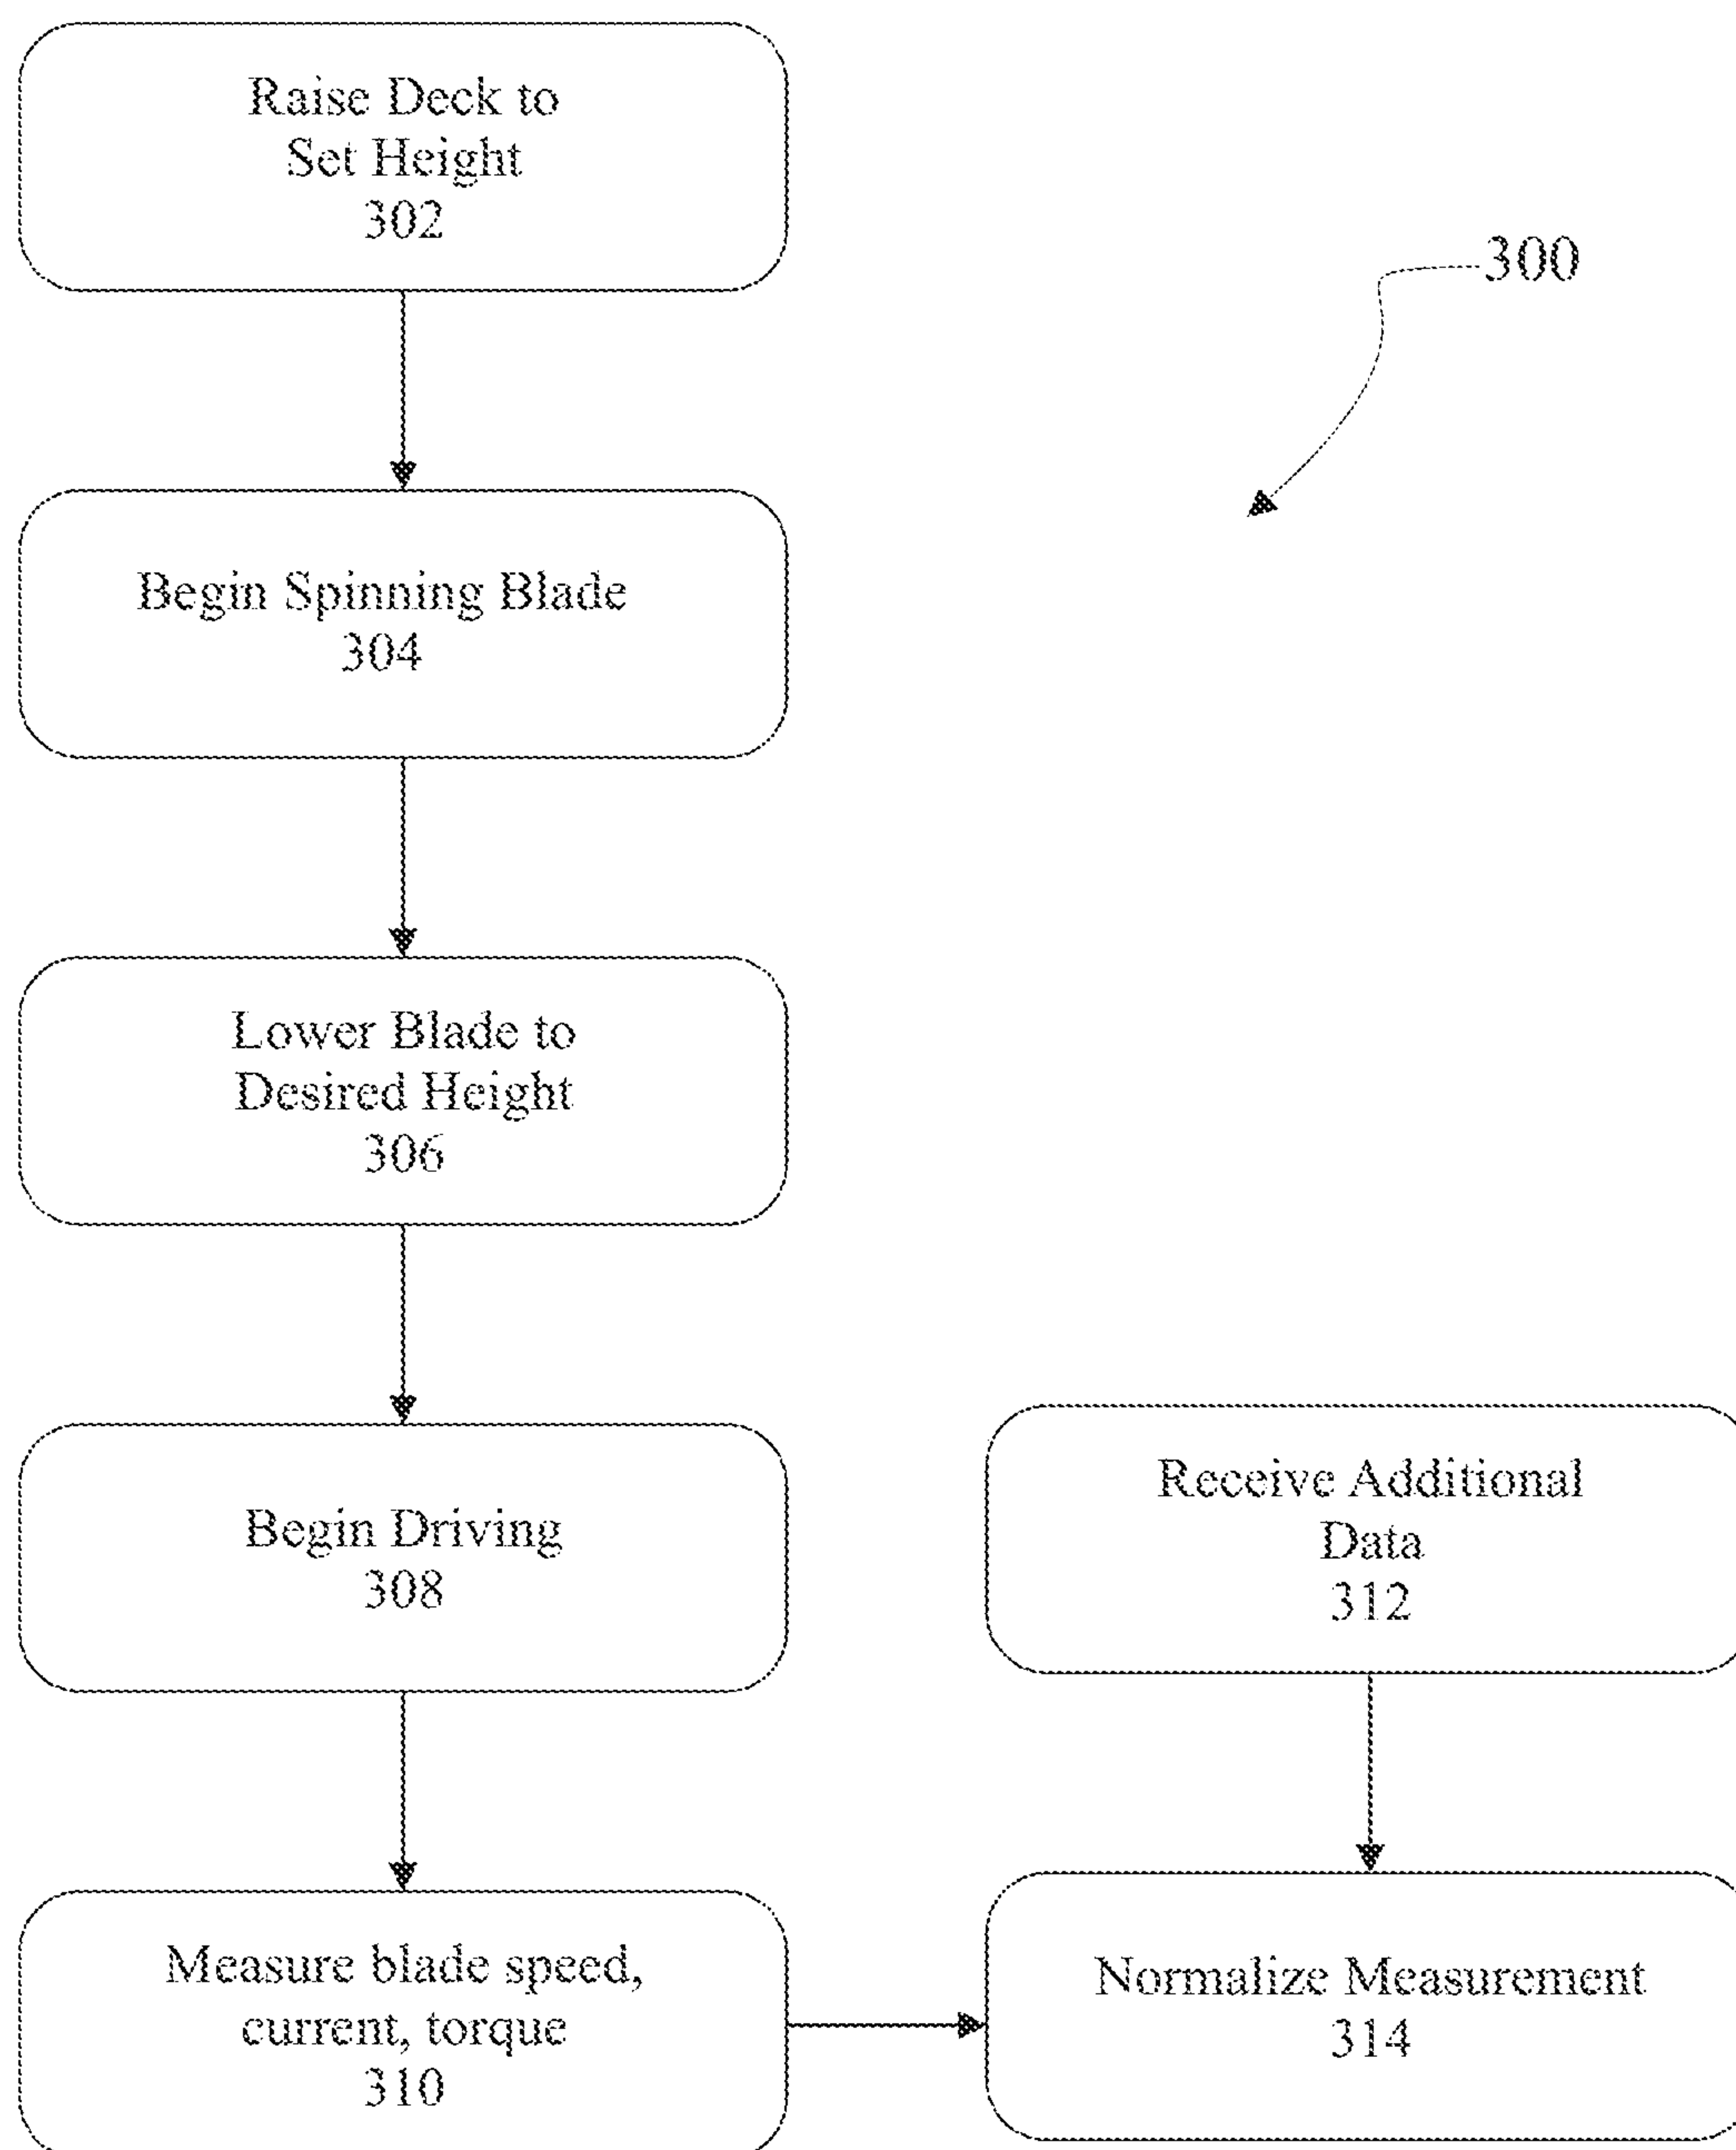 Raise Deck to
Set Height
302
300
Begin Spinning Blade
304
Lower Blade to
Desired Height
306
Begin Driving
308
Receive Additional
Data
312
Measure blade speed,
current, torque
310
Normalize Measurement
314